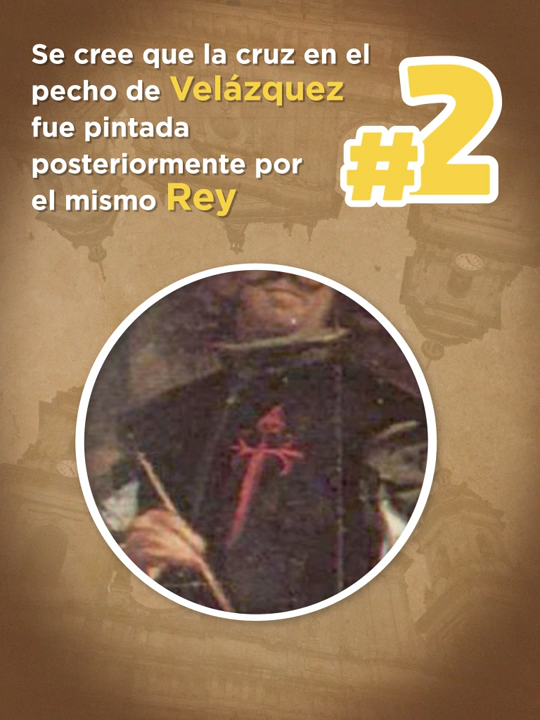 Se cree que la cruz en el
pecho de Velázquez
fue pintada
posteriormente por
el mismo Rey
#2